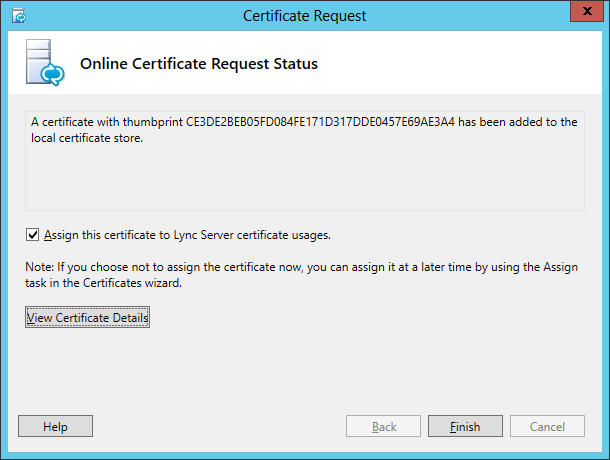 Certificate Request
x
Online Certificate Request Status
A certificate with thumbprint CE3DE2BEB05FD084FE171D317DDE0457E69AE3A4 has been added to the
local certificate store.
Assign this certificate to Lync Server certificate usages.
Note: If you choose not to assign the certificate now, you can assign it at a later time by using the Assign
task in the Certificates wizard.
View Certificate Details
Help
Back
Finish
Cancel